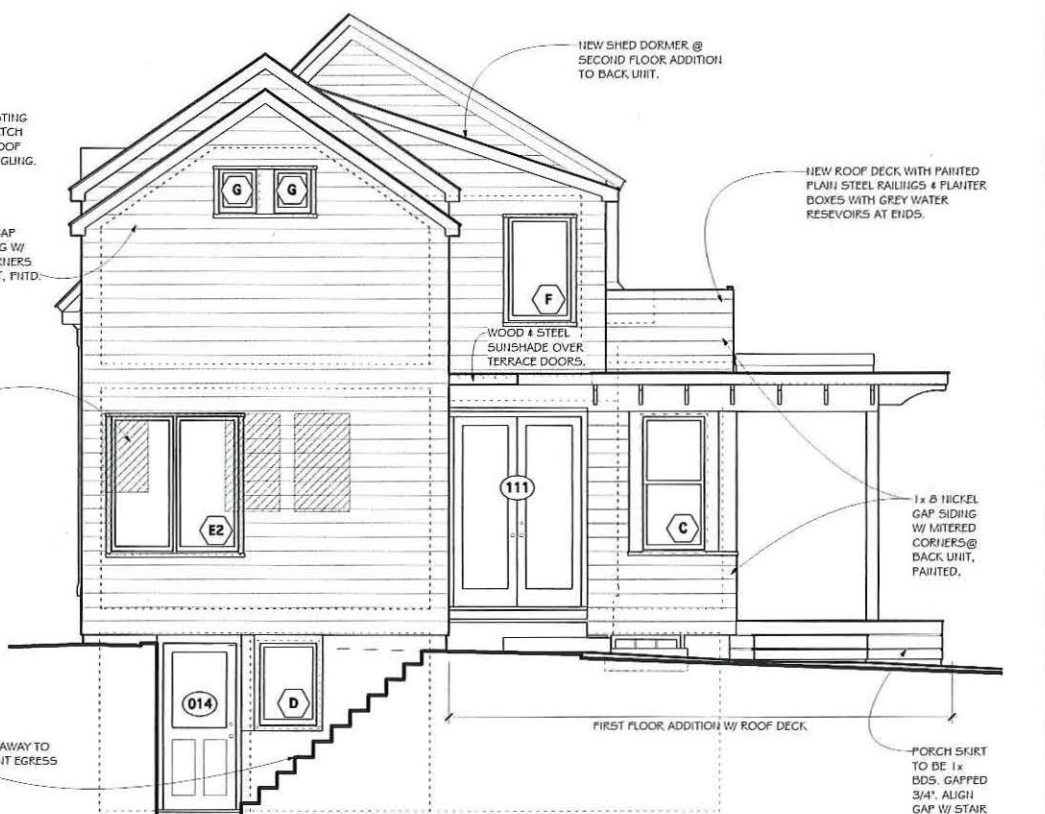 NEW SHED DORMER @
SECOND FLOOR ADDITION
TO BACK UNIT.
NEW ROOF DECK WITH PAINTED
PLAIN STEEL RAILINGS & PLANTER
BOXES WITH GREY WATER
RESEVOIRS AT ENDS.
G
G
F
WOOD & STEEL
SUNSHADE OVER
TERRACE DOORS.
111
E2
C
1x 8 NICKEL
GAP SIDING
W/ MITERED
CORNERS@
BACK UNIT,
PAINTED.
014
D
FIRST FLOOR ADDITION W/ ROOF DECK
AWAY TO
EGRESS
PORCH SKIRT
TO BE 1x
BDS. GAPPED
3/4". ALIGN
GAP W/ STAIR